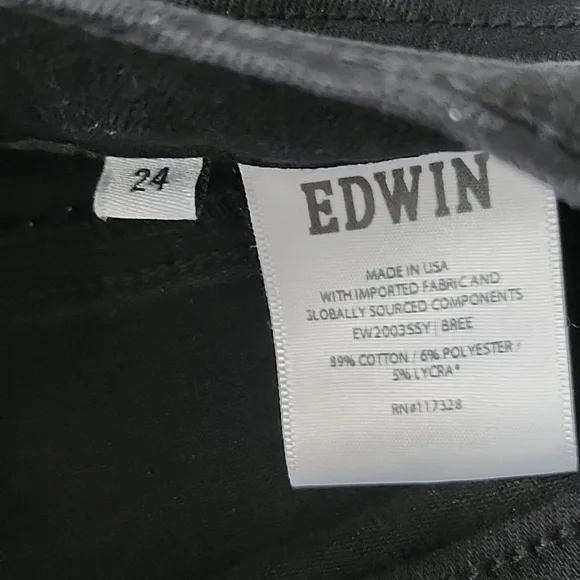 24
EDWIN
MADE IN USA
WITH IMPORTED FABRIC AND
GLOBALLY SOURCED COMPONENTS
EW2003SSY | BREE
89% COTTON / 6% POLYESTER /
5% LYCRA®
RN#117328